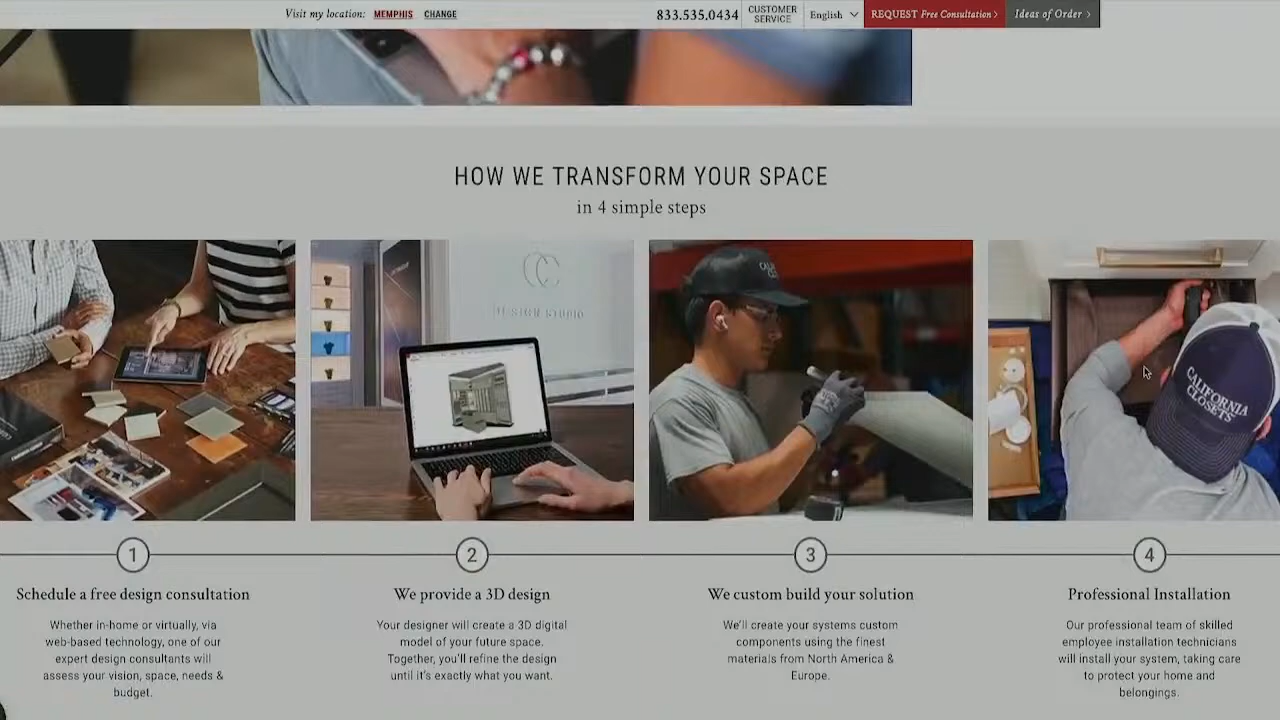 Visit my location: MEMPHIS CHANGE
833.535.0434
CUSTOMER
SERVICE
English
REQUEST Free Consultation >
Ideas of Order >
HOW WE TRANSFORM YOUR SPACE
in 4 simple steps
DESIGN STUDIO
CALIFORNIA
CLOSETS
1
Schedule a free design consultation
Whether in-home or virtually, via
web-based technology, one of our
expert design consultants will
assess your vision, space, needs &
budget.
2
We provide a 3D design
Your designer will create a 3D digital
model of your future space.
Together, you'll refine the design
until it's exactly what you want.
3
We custom build your solution
We'll create your systems custom
components using the finest
materials from North America &
Europe.
4
Professional Installation
Our professional team of skilled
employee installation technicians
will install your system, taking care
to protect your home and
belongings.